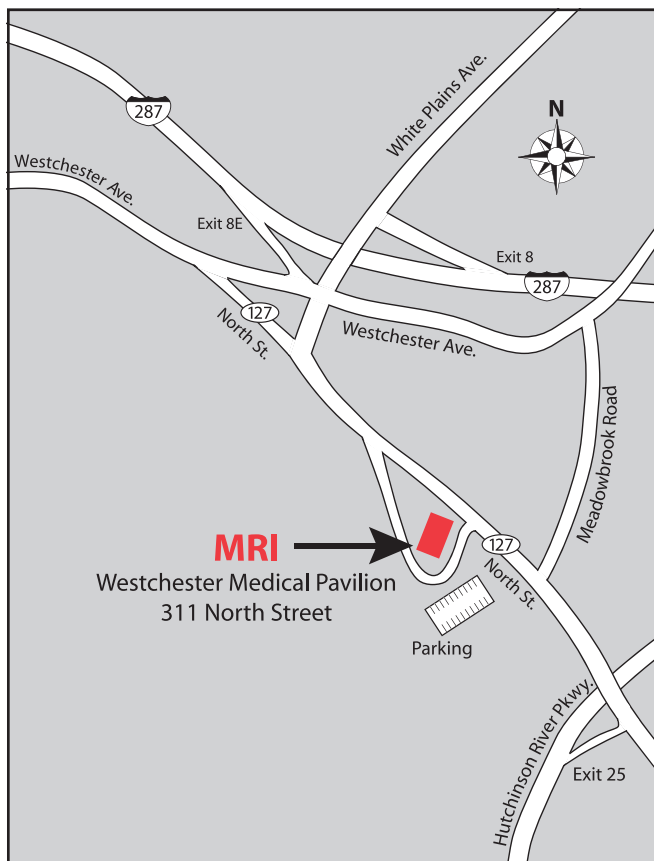 287
White Plains Ave.
N
Westchester Ave.
Exit 8E
Exit 8
287
127
North St.
Westchester Ave.
Meadowbrook Road
MRI
127
North St.
Westchester Medical Pavilion
311 North Street
Parking
Hutchinson River Pkwy.
Exit 25